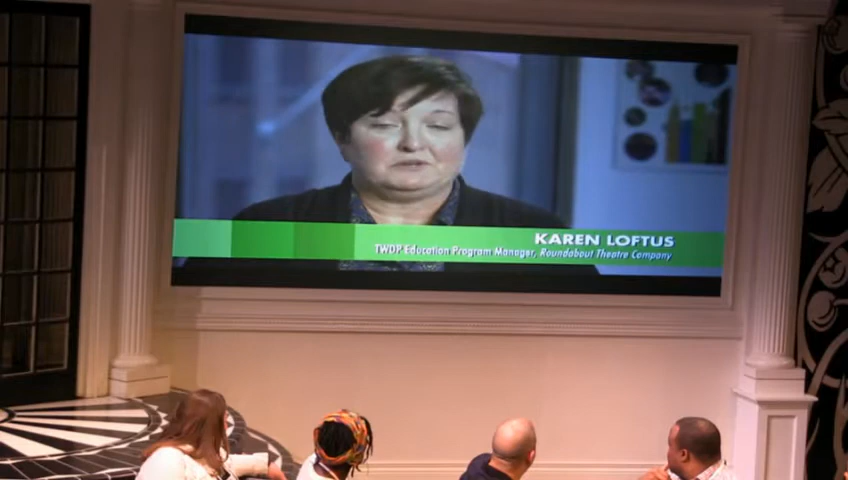 KAREN LOFTUS
TWDP Education Program Manager, Roundabout Theatre Company